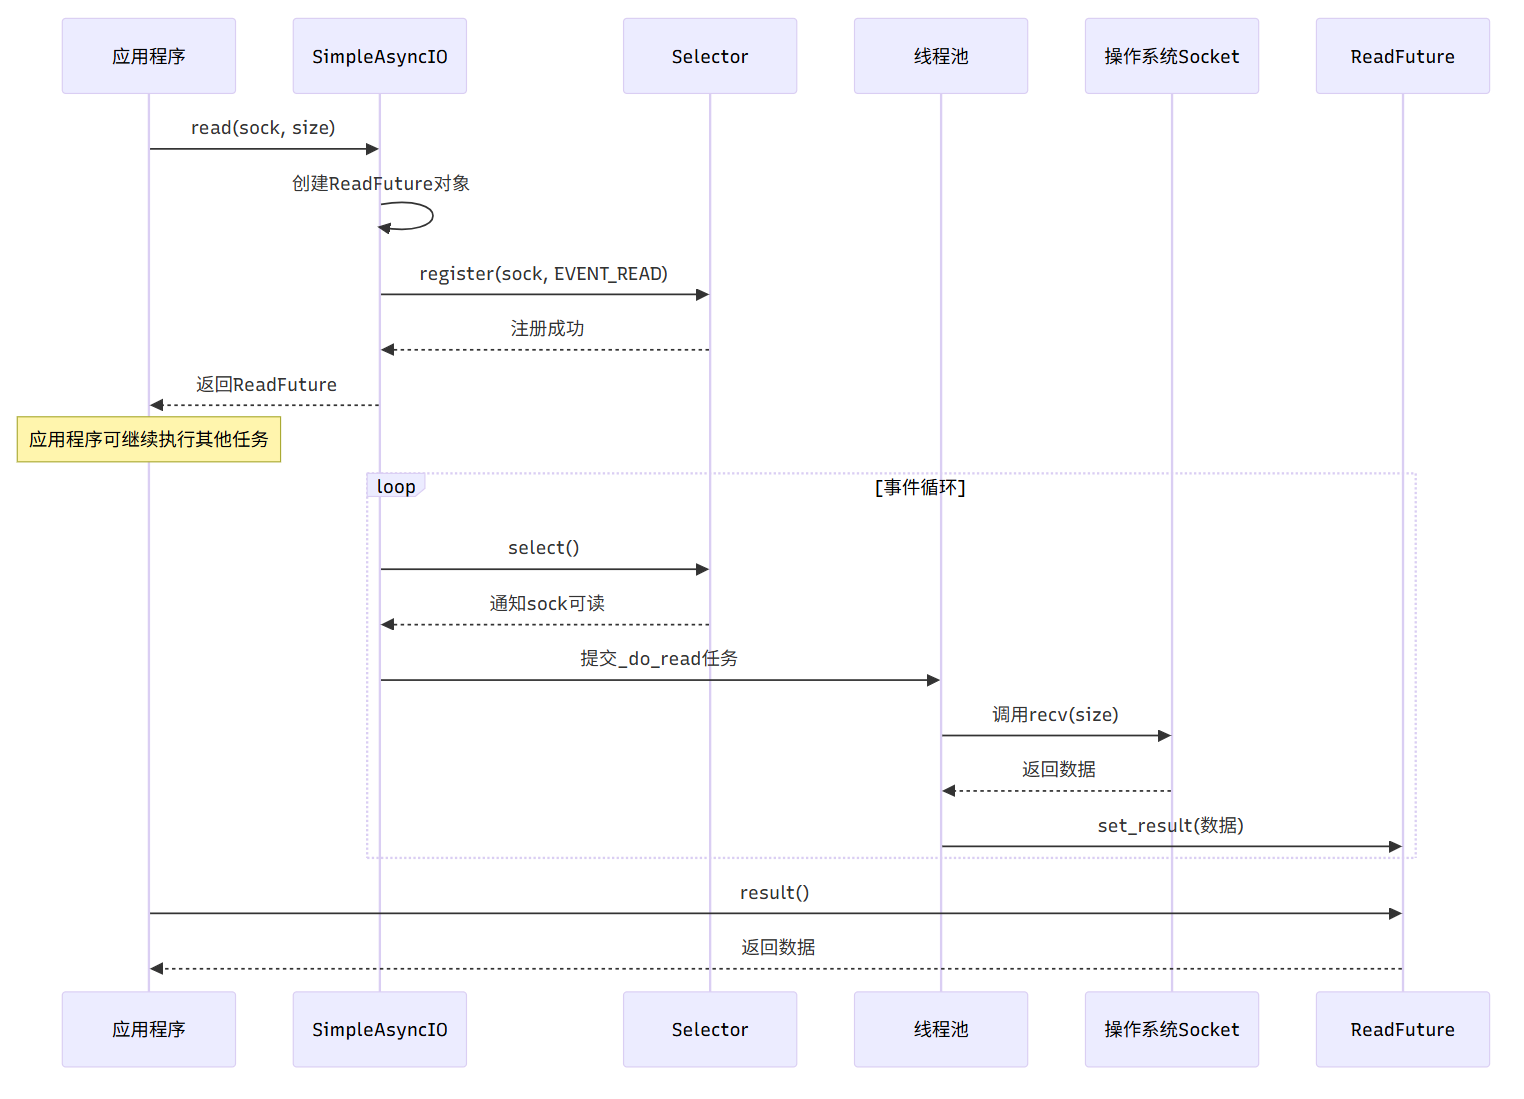 应用程序
SimpleAsyncIO
Selector
线程池
操作系统Socket
ReadFuture
read(sock, size)
创建ReadFuture对象
register(sock, EVENT_READ)
注册成功
返回ReadFuture
应用程序可继续执行其他任务
loop
[事件循环]
select()
通知sock可读
提交_do_read任务
调用recv(size)
返回数据
set_result(数据)
result()
返回数据
应用程序
SimpleAsyncIO
Selector
线程池
操作系统Socket
ReadFuture